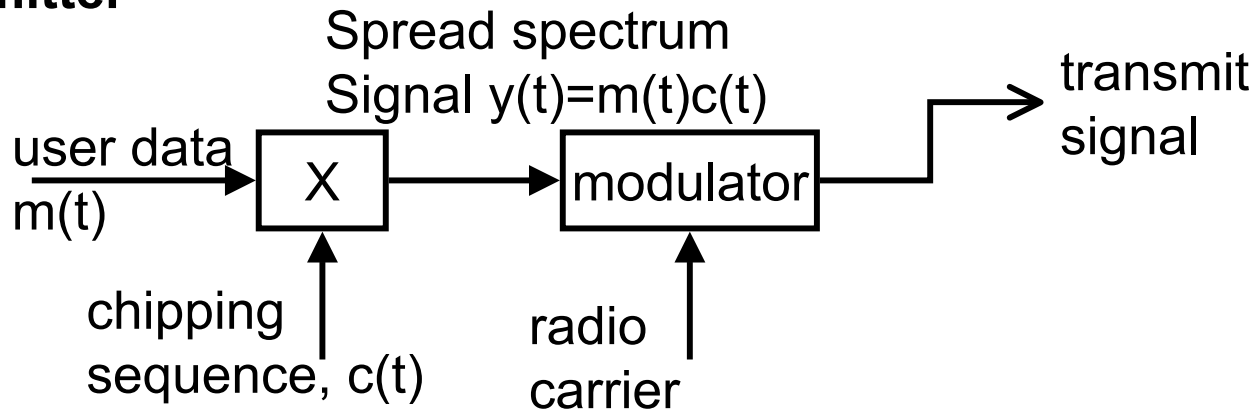 Spread spectrum
Signal y(t)=m(t)c(t)
transmit
signal
user data
m(t)
X
modulator
chipping
sequence, c(t)
radio
carrier